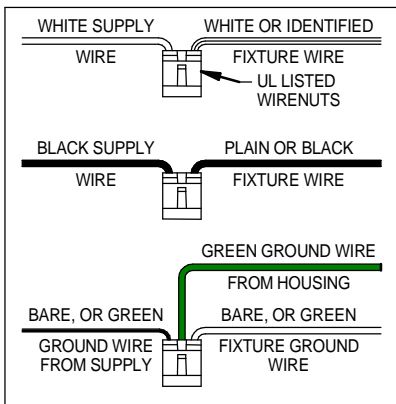 WHITE SUPPLY
WIRE
WHITE OR IDENTIFIED
FIXTURE WIRE
UL LISTED
WIRENUTS
BLACK SUPPLY
WIRE
PLAIN OR BLACK
FIXTURE WIRE
GREEN GROUND WIRE
FROM HOUSING
BARE, OR GREEN
GROUND WIRE
FROM SUPPLY
BARE, OR GREEN
FIXTURE GROUND
WIRE